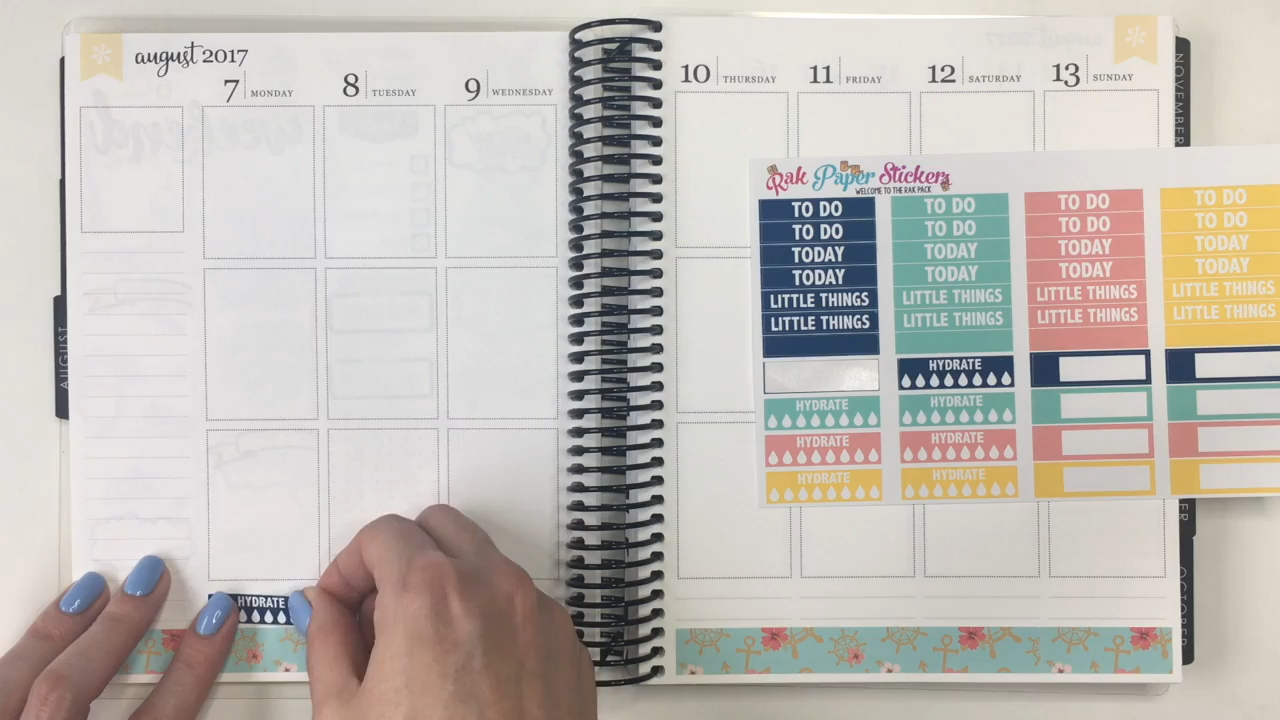 august 2017
7 MONDAY
8 TUESDAY
9 WEDNESDAY
10 THURSDAY
11 FRIDAY
12 SATURDAY
13 SUNDAY
AUGUST
NOVEMBER
OCTOBER
HYDRATE
Rak Paper Stickers
WELCOME TO THE RAK PACK
TO DO TO DO TO DO TO DO
TO DO TO DO TO DO TO DO
TODAY TODAY TODAY TODAY
TODAY TODAY TODAY TODAY
LITTLE THINGS LITTLE THINGS LITTLE THINGS LITTLE THINGS
LITTLE THINGS LITTLE THINGS LITTLE THINGS LITTLE THINGS
HYDRATE
HYDRATE HYDRATE
HYDRATE HYDRATE
HYDRATE HYDRATE